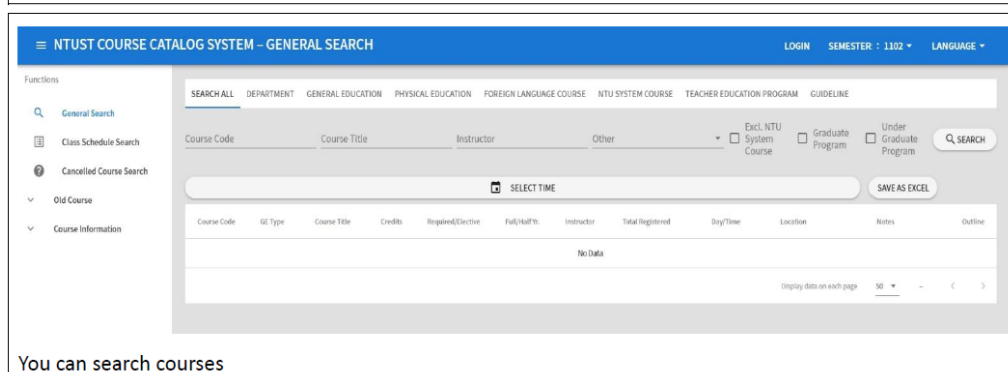 NTUST COURSE CATALOG SYSTEM – GENERAL SEARCH LOGIN SEMESTER : 1102 LANGUAGE
Functions
General Search
Class Schedule Search
Cancelled Course Search
Old Course
Course Information
SEARCH ALL DEPARTMENT GENERAL EDUCATION PHYSICAL EDUCATION FOREIGN LANGUAGE COURSE NTU SYSTEM COURSE TEACHER EDUCATION PROGRAM GUIDELINE
Course Code Course Title Instructor Other
Excl. NTU
System
Course
Graduate
Program
Under
Graduate
Program
SEARCH
SELECT TIME SAVE AS EXCEL
Course Code GE Type Course Title Credits Required/Elective Full/Half Yr. Instructor Total Registered Day/Time Location Notes Outline
No Data
Display data on each page 50 –
You can search courses